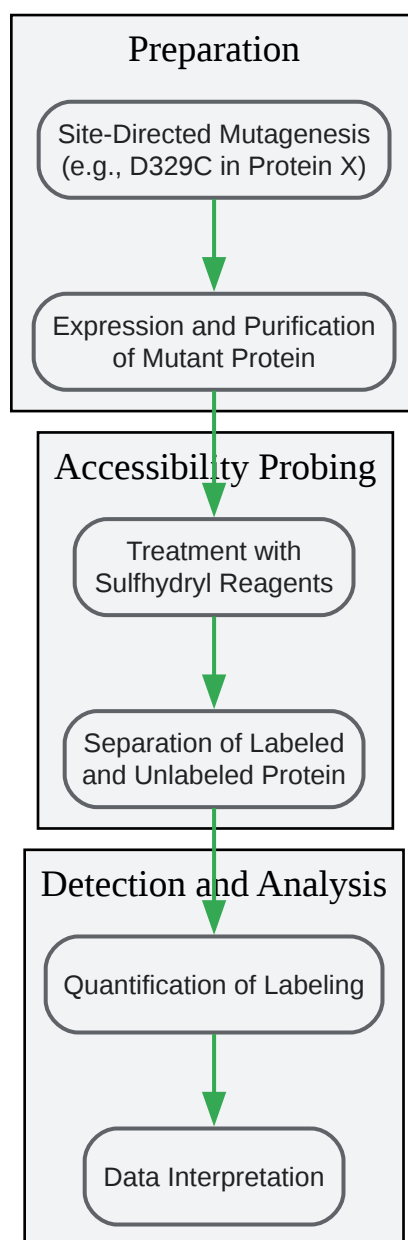 Preparation
Site-Directed Mutagenesis
(e.g., D329C in Protein X)
Expression and Purification
of Mutant Protein
Accessibility Probing
Treatment with
Sulfhydryl Reagents
Separation of Labeled
and Unlabeled Protein
Detection and Analysis
Quantification of Labeling
Data Interpretation